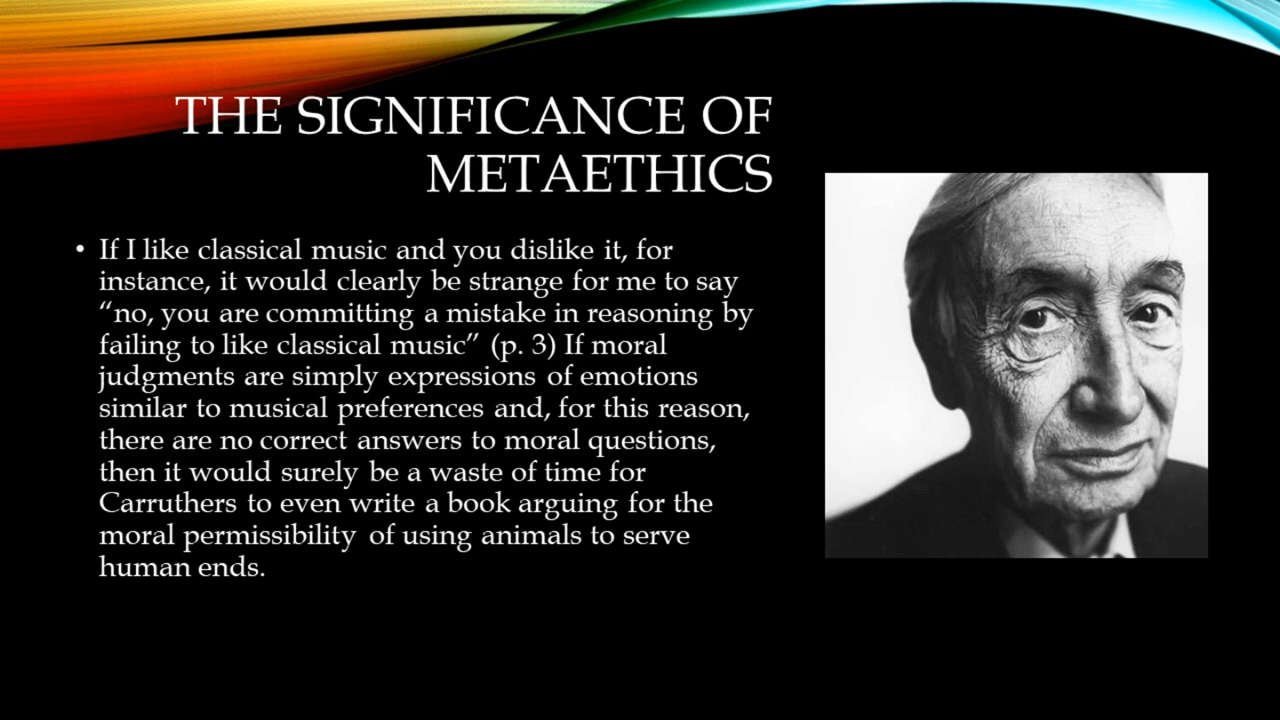 THE SIGNIFICANCE OF
METAETHICS
• If I like classical music and you dislike it, for
instance, it would clearly be strange for me to say
“no, you are committing a mistake in reasoning by
failing to like classical music” (p. 3) If moral
judgments are simply expressions of emotions
similar to musical preferences and, for this reason,
there are no correct answers to moral questions,
then it would surely be a waste of time for
Carruthers to even write a book arguing for the
moral permissibility of using animals to serve
human ends.